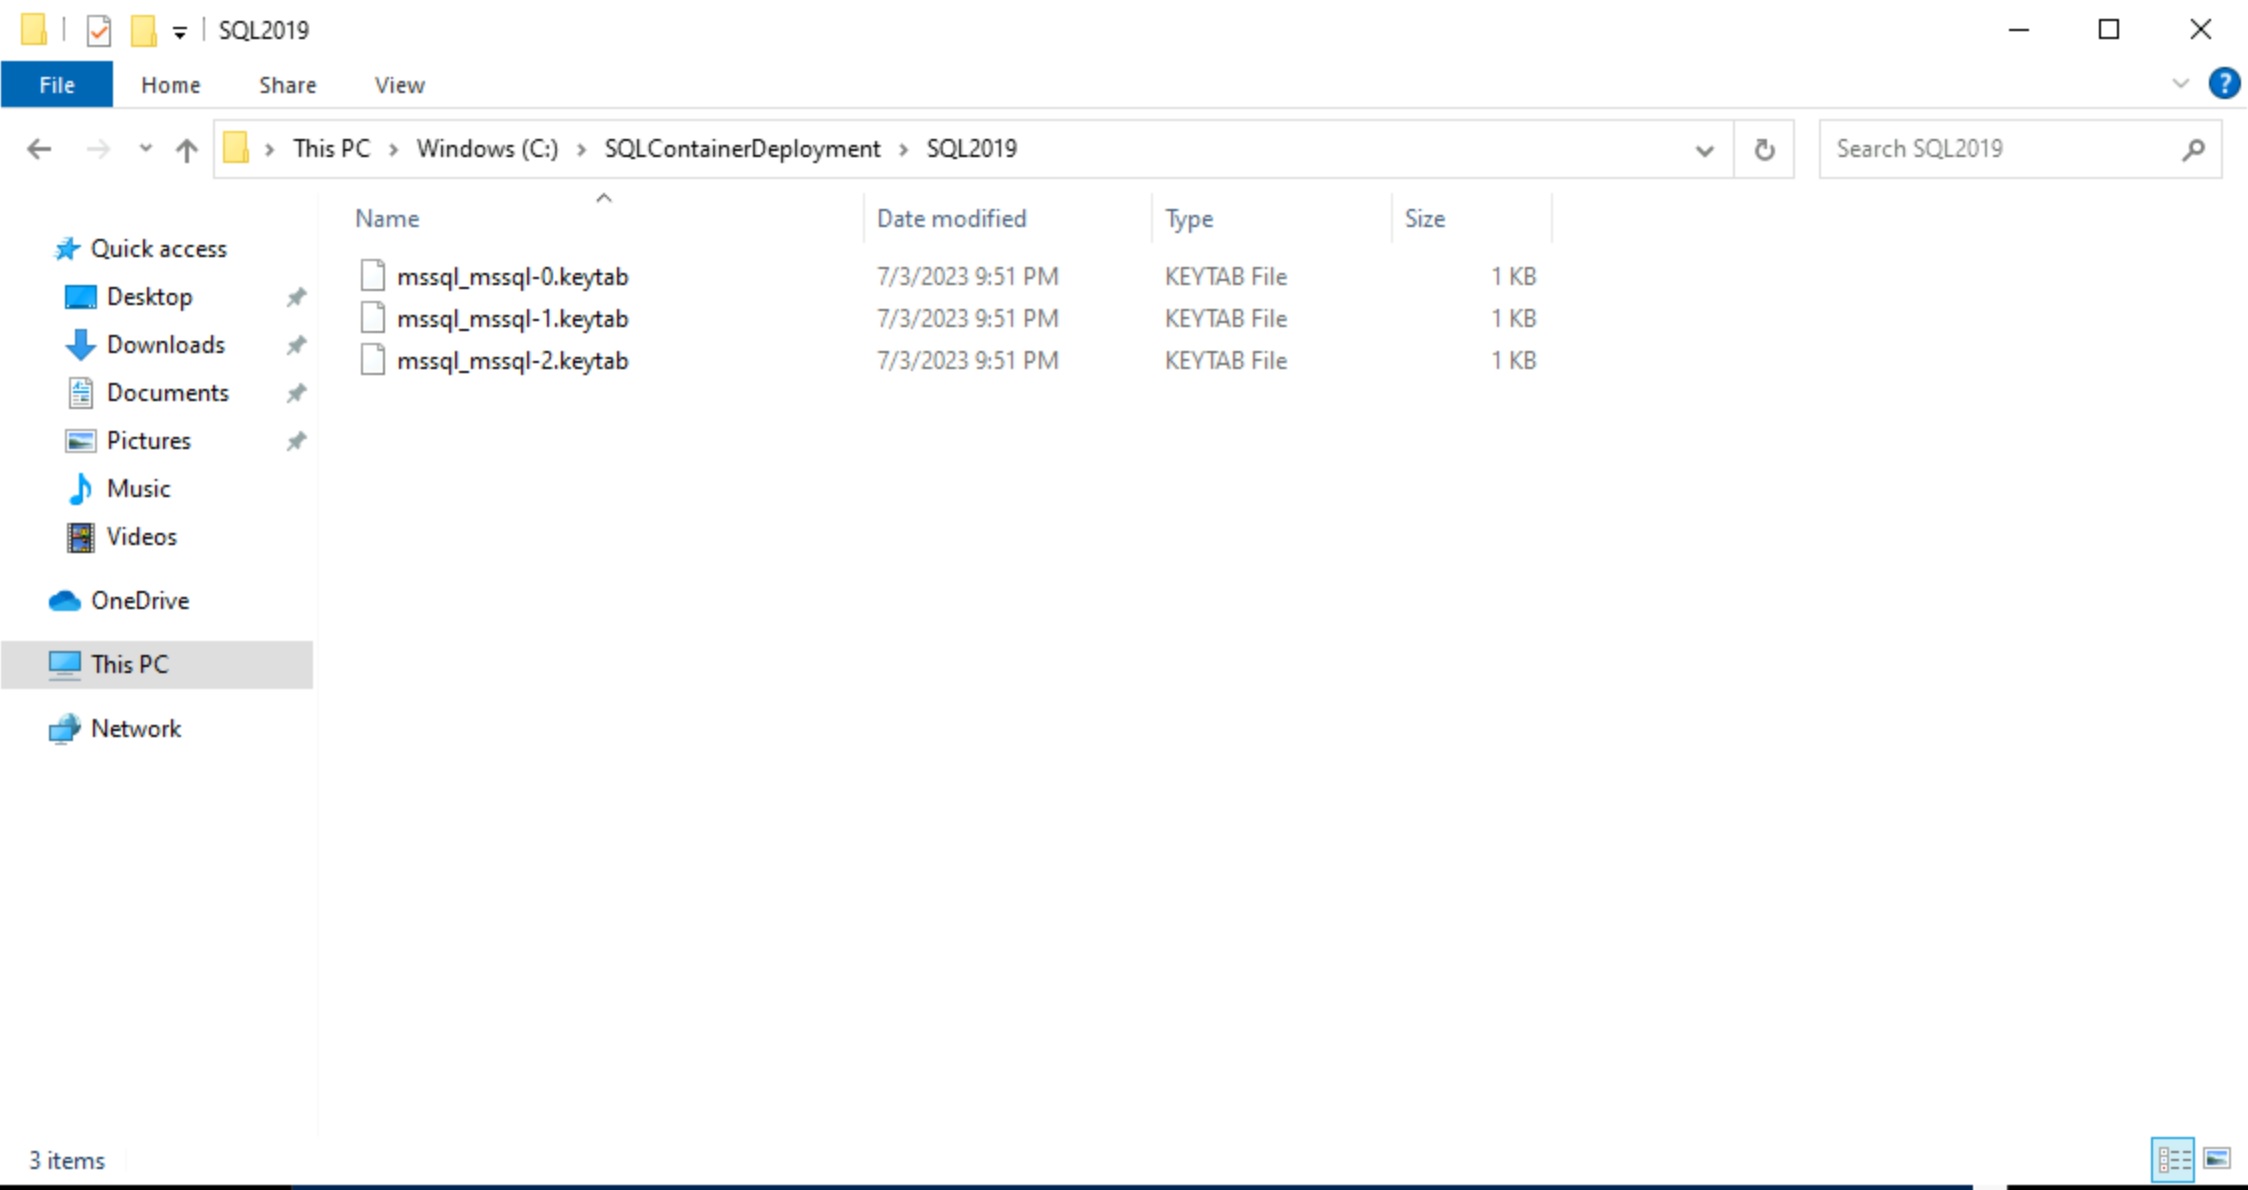 SQL2019
File Home Share View
This PC Windows (C:) SQLContainerDeployment SQL2019
Search SQL2019
Name Date modified Type Size
Quick access
Desktop
Downloads
Documents
Pictures
Music
Videos
OneDrive
This PC
Network
mssql_mssql-0.keytab 7/3/2023 9:51 PM KEYTAB File 1 KB
mssql_mssql-1.keytab 7/3/2023 9:51 PM KEYTAB File 1 KB
mssql_mssql-2.keytab 7/3/2023 9:51 PM KEYTAB File 1 KB
3 items